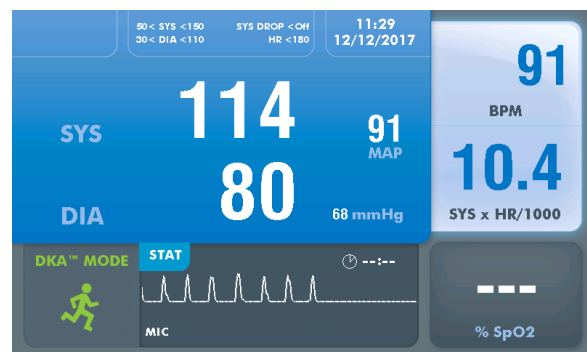 50< SYS <150
30< DIA <110
SYS DROP <Off
HR <180
11:29
12/12/2017
SYS
114
91
MAP
DIA
80
68 mmHg
91
BPM
10.4
SYS x HR/1000
DKA™ MODE
STAT
--:--
MIC
---
% SpO2